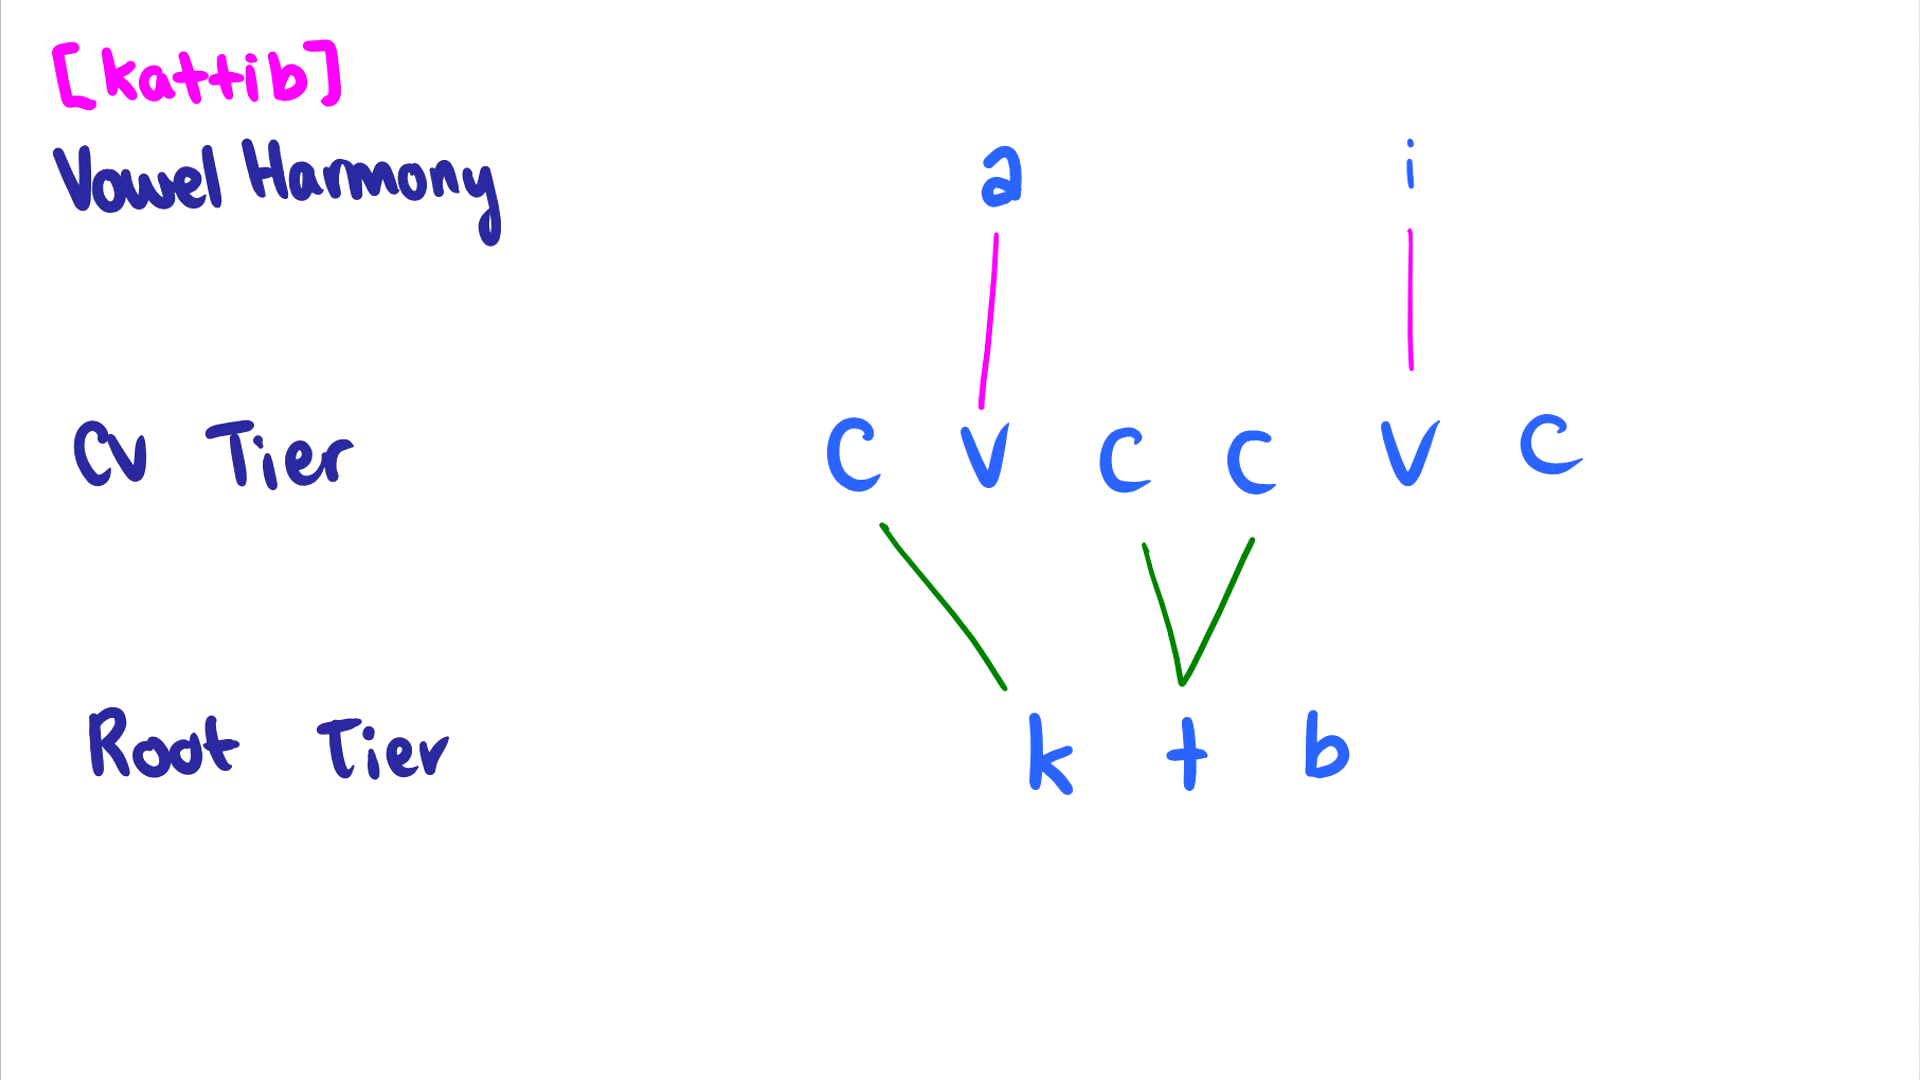 [kattib]
Vowel Harmony a i
CV Tier C V C C V C
Root Tier k t b